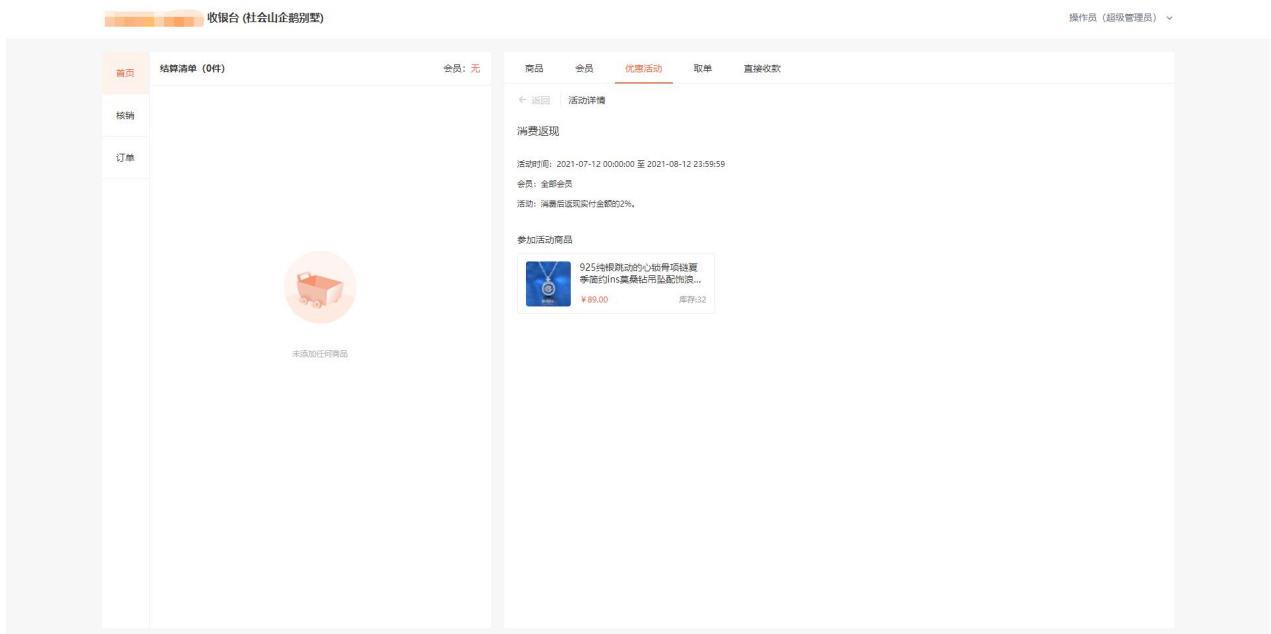 收银台 (社会山企鹅别墅)
操作员（超级管理员）
首页
核销
订单
结算清单（0件）
会员：无
未添加任何商品
商品
会员
优惠活动
取单
直接收款
返回
活动详情
消费返现
活动时间：2021-07-12 00:00:00 至 2021-08-12 23:59:59
会员：全部会员
活动：消费后返现实付金额的2%。
参加活动商品
925纯银跳动的心锁骨项链夏
季简约ins莫桑钻吊坠配饰浪...
￥89.00
库存:32